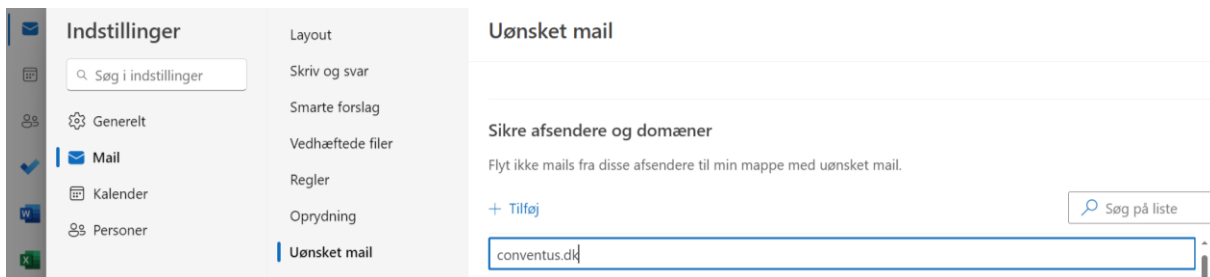 Indstillinger
Søg i indstillinger
Generelt
Mail
Kalender
Personer
Layout
Skriv og svar
Smarte forslag
Vedhæftede filer
Regler
Oprydning
Uønsket mail
Uønsket mail
Sikre afsendere og domæner
Flyt ikke mails fra disse afsendere til min mappe med uønsket mail.
+ Tilføj
Søg på liste
conventus.dk
W
X